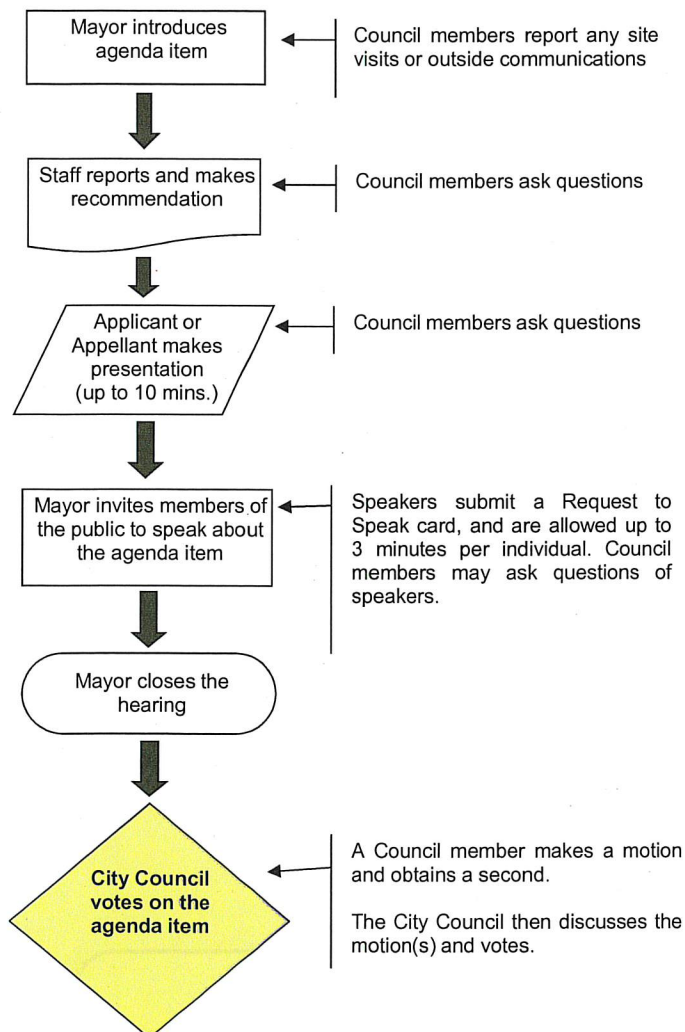 Mayor introduces
agenda item
Council members report any site
visits or outside communications
Staff reports and makes
recommendation
Council members ask questions
Applicant or
Appellant makes
presentation
(up to 10 mins.)
Council members ask questions
Mayor invites members of
the public to speak about
the agenda item
Speakers submit a Request to
Speak card, and are allowed up to
3 minutes per individual. Council
members may ask questions of
speakers.
Mayor closes the
hearing
City Council
votes on the
agenda item
A Council member makes a motion
and obtains a second.
The City Council then discusses the
motion(s) and votes.